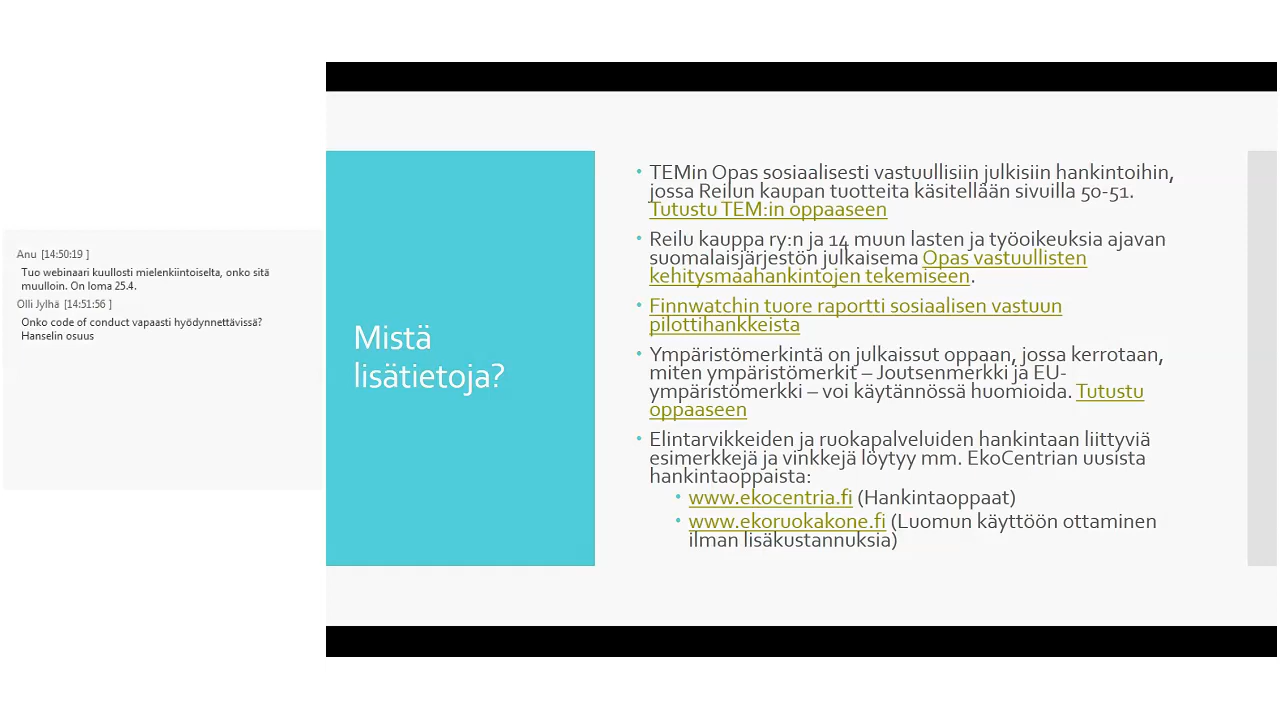 Anu [14:50:19 ]
Tuo webinaari kuullosti mielenkiintoiselta, onko sitä
muulloin. On loma 25.4.
Olli Jylhä [14:51:56 ]
Onko code of conduct vapaasti hyödynnettävissä?
Hanselin osuus
Mistä
lisätietoja?
• TEMin Opas sosiaalisesti vastuullisiin julkisiin hankintoihin,
jossa Reilun kaupan tuotteita käsitellään sivuilla 50-51.
Tutustu TEM:in oppaaseen
• Reilu kauppa ry:n ja 14 muun lasten ja työoikeuksia ajavan
suomalaisjärjestön julkaisema Opas vastuullisten
kehitysmaahankintojen tekemiseen.
• Finnwatchin tuore raportti sosiaalisen vastuun
pilottihankkeista
• Ympäristömerkintä on julkaissut oppaan, jossa kerrotaan,
miten ympäristömerkit – Joutsenmerkki ja EU-
ympäristömerkki – voi käytännössä huomioida. Tutustu
oppaaseen
• Elintarvikkeiden ja ruokapalveluiden hankintaan liittyviä
esimerkkejä ja vinkkejä löytyy mm. EkoCentrian uusista
hankintaoppaista:
• www.ekocentria.fi (Hankintaoppaat)
• www.ekoruokakone.fi (Luomun käyttöön ottaminen
ilman lisäkustannuksia)